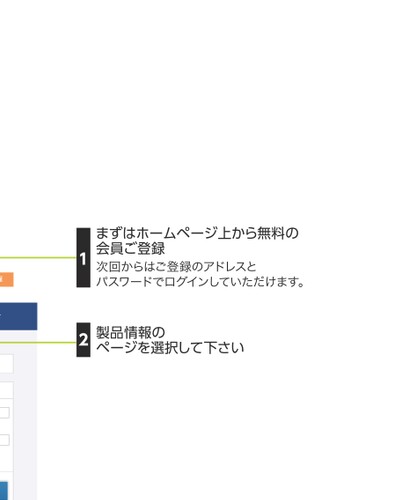 1
まずはホームページ上から無料の
会員ご登録
次回からはご登録のアドレスと
パスワードでログインしていただけます。
2
製品情報の
ページを選択して下さい